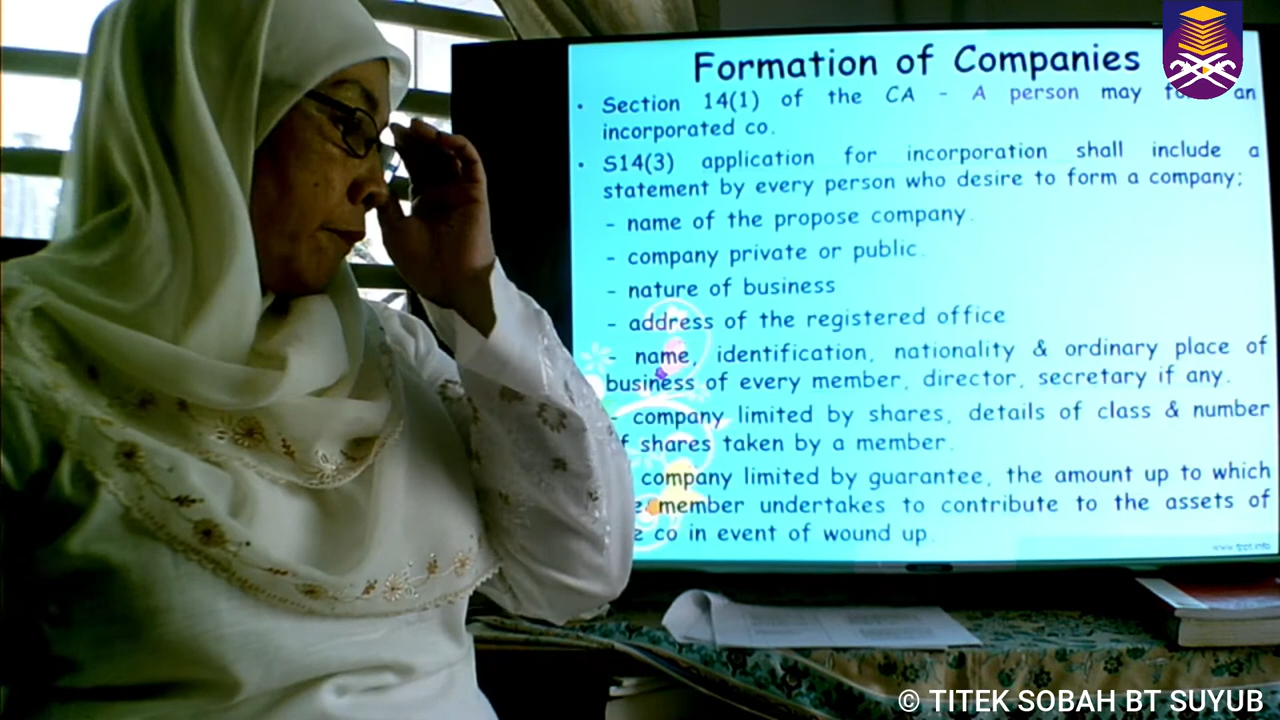 Formation of Companies
• Section 14(1) of the CA - A person may an
incorporated co.
• S14(3) application for incorporation shall include a
statement by every person who desire to form a company;
- name of the propose company.
- company private or public.
- nature of business
- address of the registered office
- name, identification, nationality & ordinary place of
business of every member, director, secretary if any.
company limited by shares, details of class & number
f shares taken by a member.
company limited by guarantee, the amount up to which
e member undertakes to contribute to the assets of
e co in event of wound up.
© TITEK SOBAH BT SUYUB